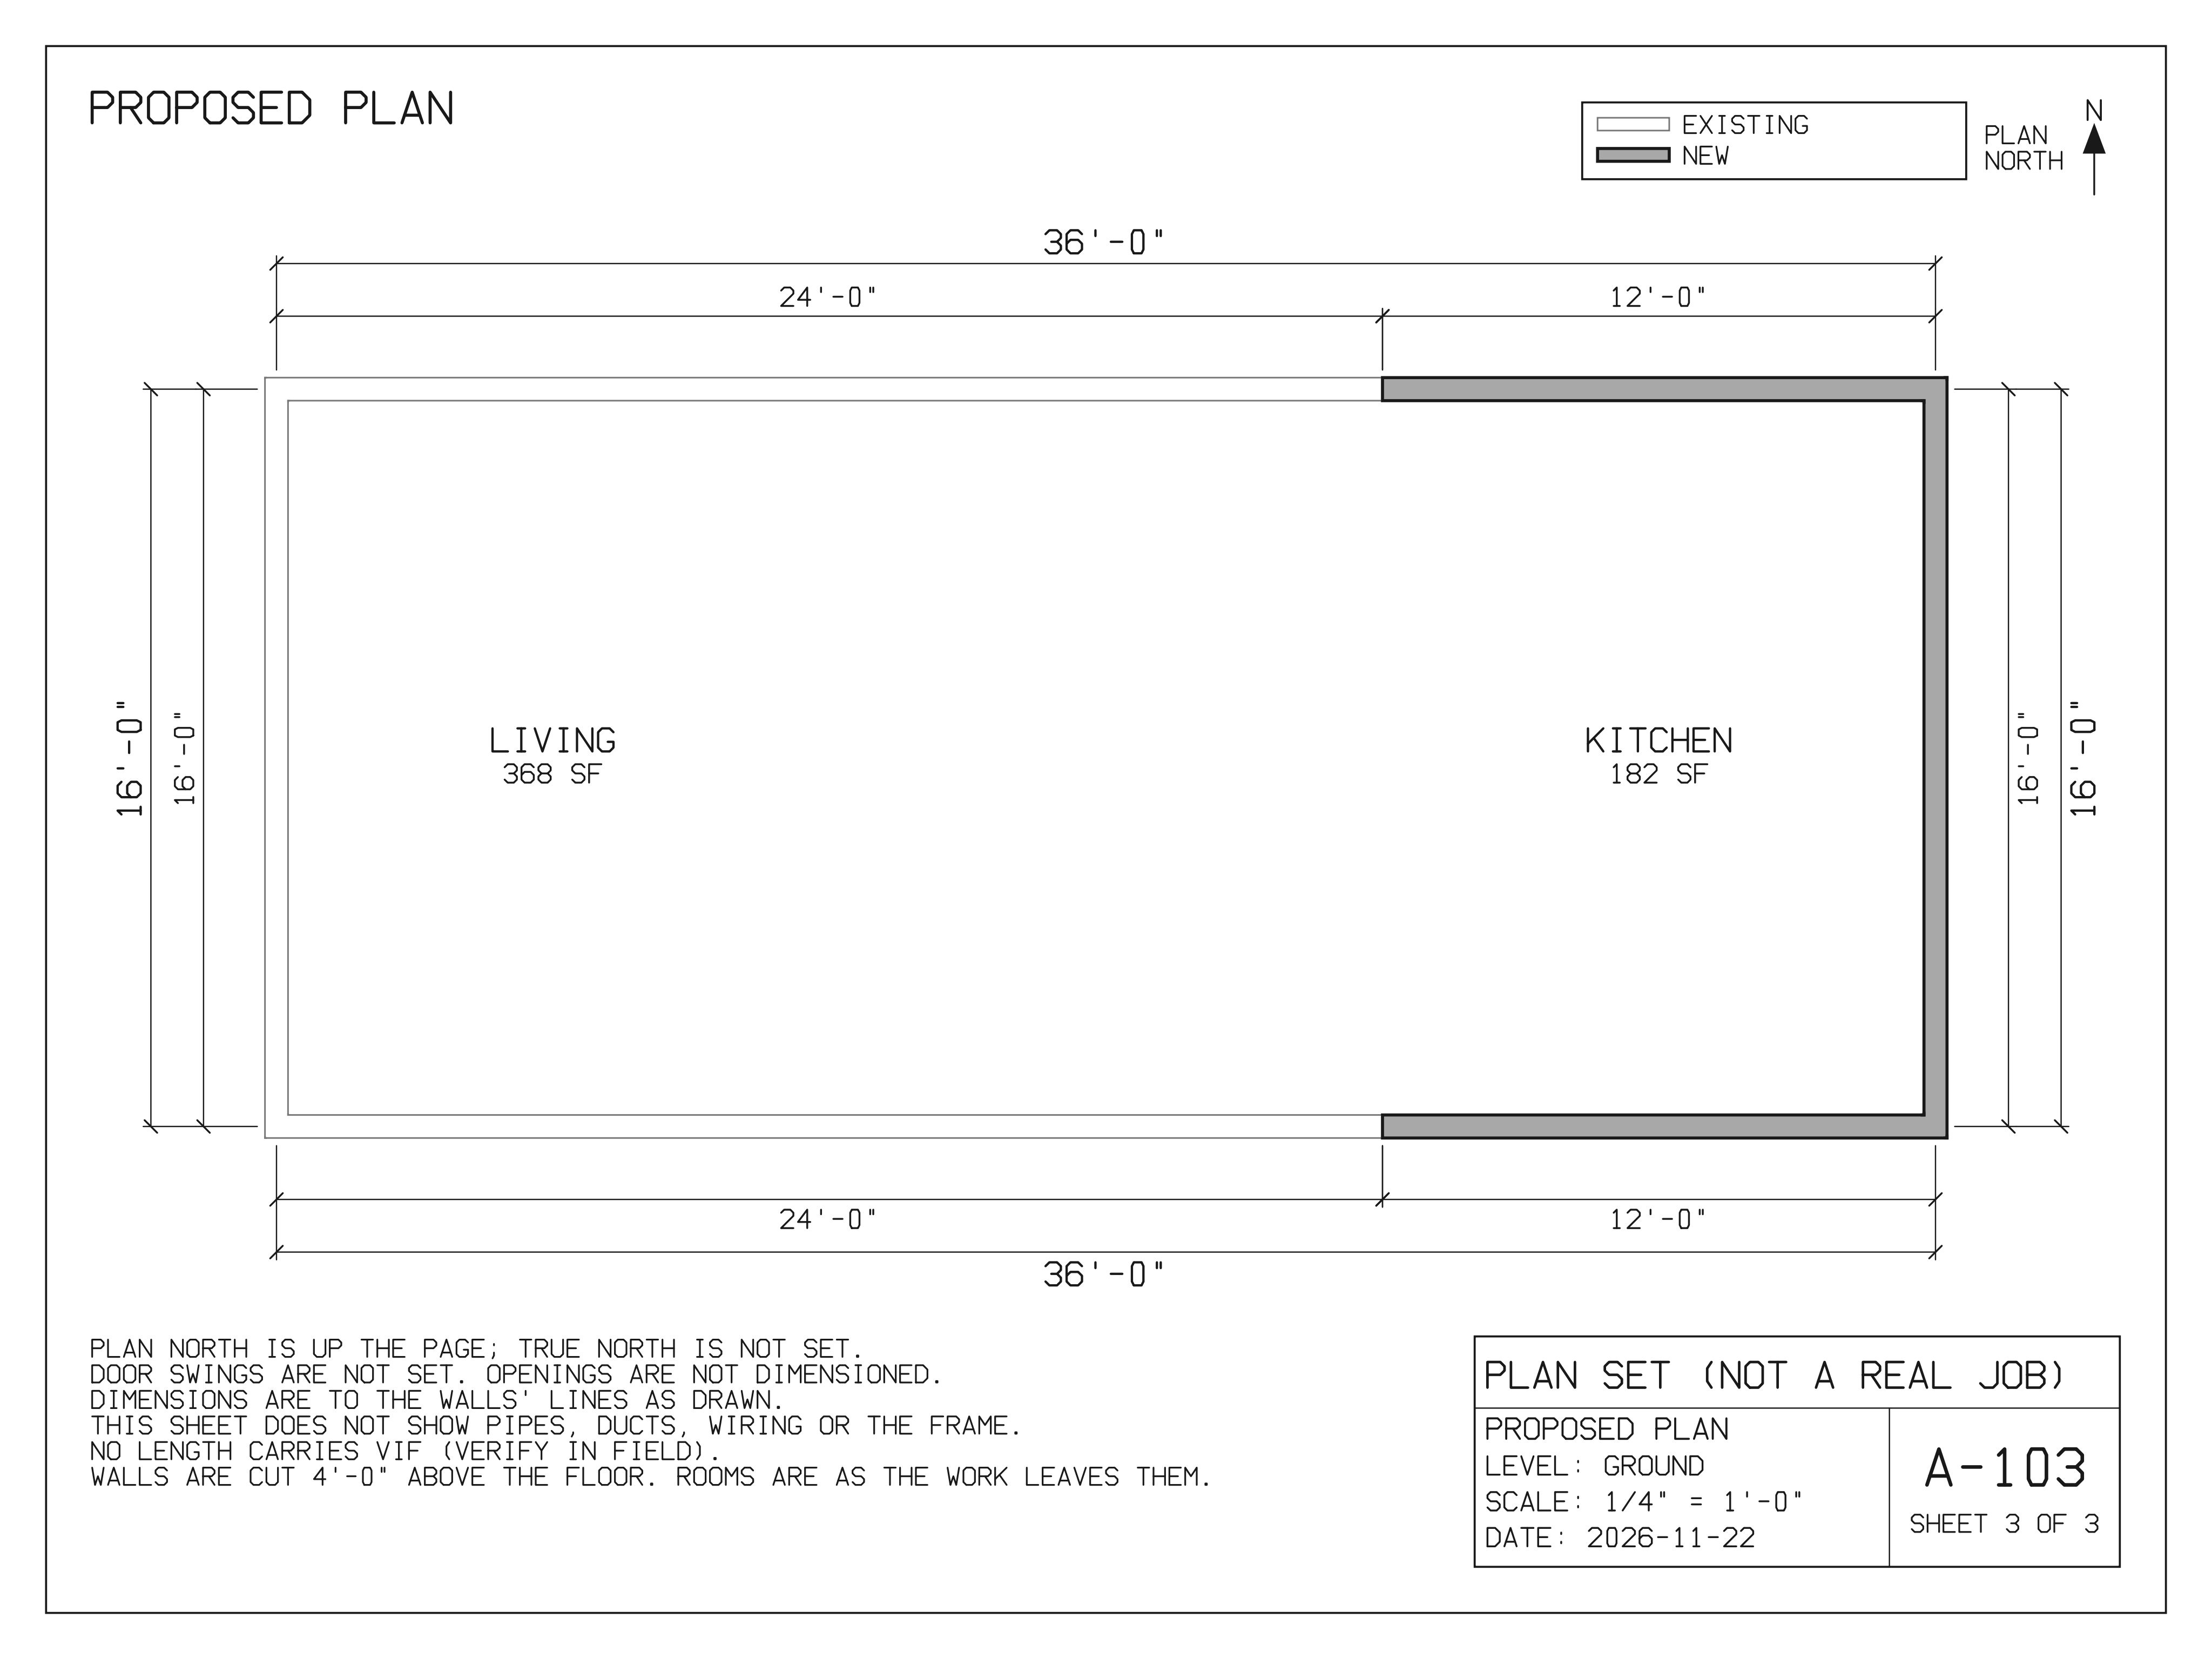 PROPOSED PLAN
EXISTING
NEW
PLAN
NORTH
N
36'-0"
24'-0"
12'-0"
16'-0"
16'-0"
LIVING
368 SF
KITCHEN
182 SF
16'-0"
16'-0"
24'-0"
12'-0"
36'-0"
PLAN NORTH IS UP THE PAGE; TRUE NORTH IS NOT SET.
DOOR SWINGS ARE NOT SET. OPENINGS ARE NOT DIMENSIONED.
DIMENSIONS ARE TO THE WALLS' LINES AS DRAWN.
THIS SHEET DOES NOT SHOW PIPES, DUCTS, WIRING OR THE FRAME.
NO LENGTH CARRIES VIF (VERIFY IN FIELD).
WALLS ARE CUT 4'-0" ABOVE THE FLOOR. ROOMS ARE AS THE WORK LEAVES THEM.
PLAN SET (NOT A REAL JOB)
PROPOSED PLAN
LEVEL: GROUND
SCALE: 1/4" = 1'-0"
DATE: 2026-11-22
A-103
SHEET 3 OF 3